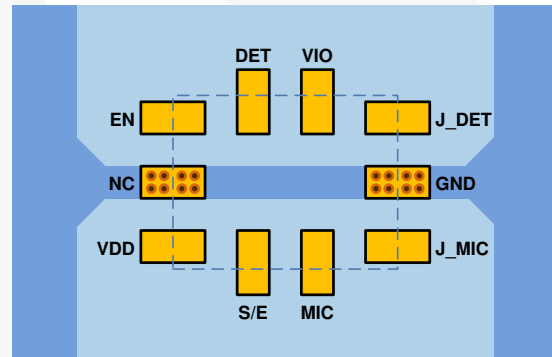 DET VIO
EN J_DET
NC GND
VDD J_MIC
S/E MIC